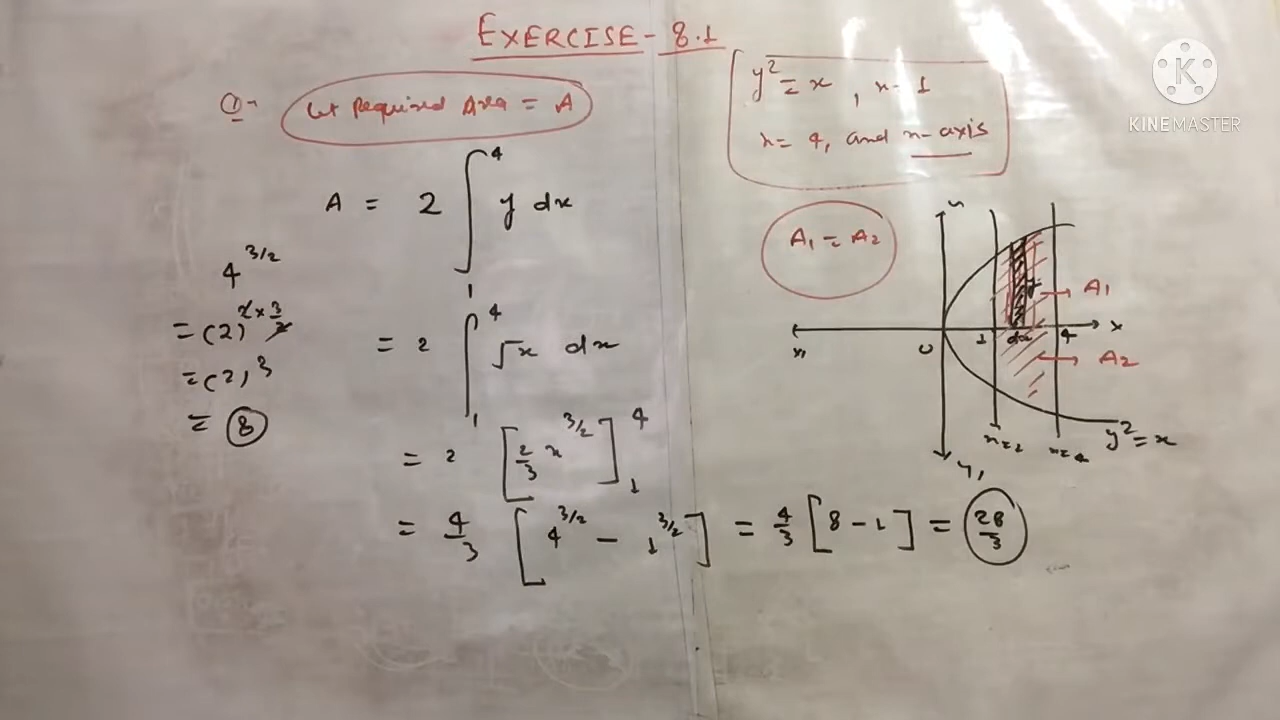 EXERCISE - 8.1
Q- Let Required Area = A
y² = x , x - 1
x = 4, and x-axis
KINEMASTER
A = 2 ∫₁⁴ y dx
A₁ = A₂
4^3/2
= (2)^2×3/2
= (2)^3
= 8
= 2 ∫₁⁴ √x dx
= 2 [2/3 x^3/2]₁⁴
= 4/3 [4^3/2 - 1^3/2] = 4/3 [8 - 1] = 28/3
y
A₁
x
x₁ 0 1 dx 4
A₂
y² = x
x=4
y₁